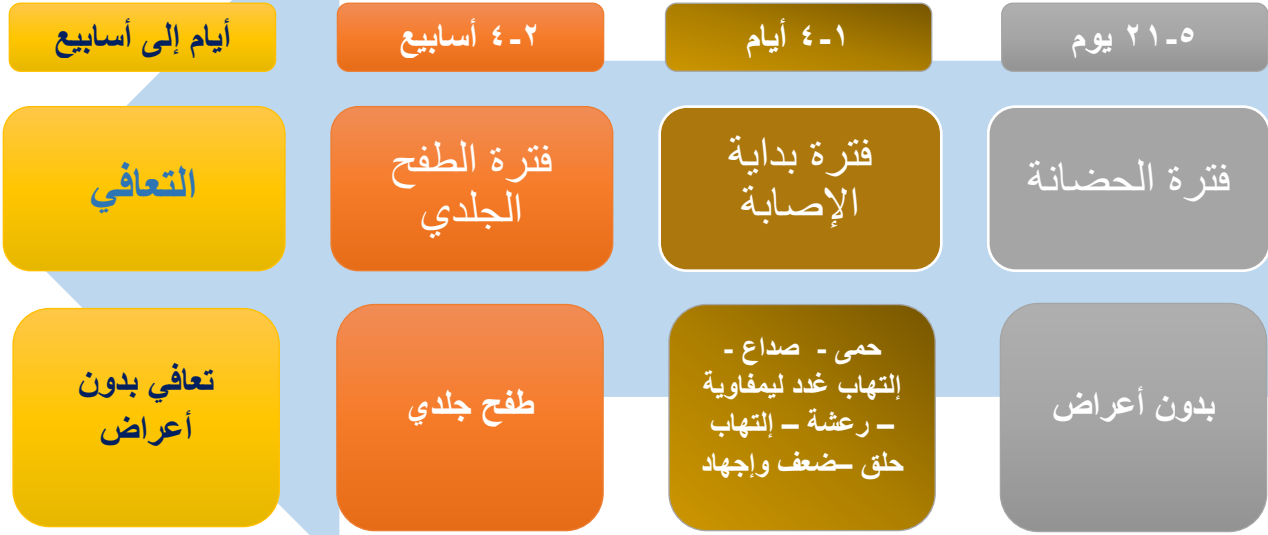 ٥-٢١ يوم
١-٤ أيام
٢-٤ أسابيع
أيام إلى أسابيع
فترة الحضانة
فترة بداية
الإصابة
فترة الطفح
الجلدي
التعافي
بدون أعراض
حمى - صداع -
إلتهاب غدد ليمفاوية
– رعشة – إلتهاب
حلق –ضعف وإجهاد
طفح جلدي
تعافي بدون
أعراض